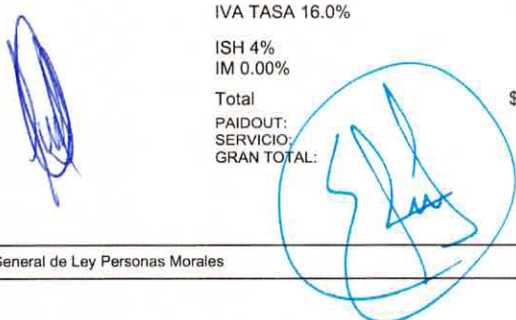 IVA TASA 16.0%
ISH 4%
IM 0.00%
Total $
PAIDOUT:
SERVICIO:
GRAN TOTAL:
General de Ley Personas Morales